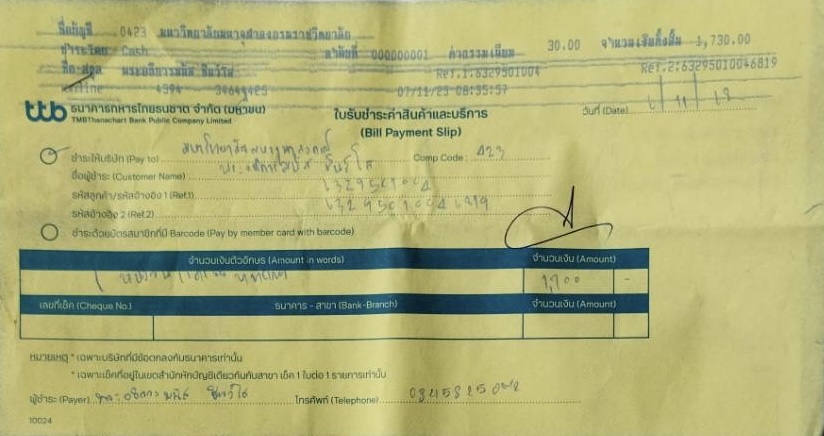 ชื่อบัญชี 0423 มหาวิทยาลัยมหาจุฬาลงกรณราชวิทยาลัย
ชำระโดย Cash ลำดับที่ 000000001 ค่าธรรมเนียม 30.00 จำนวนเงินทั้งสิ้น 1,730.00
ชื่อ-สกุล พระอธิการมนัส Ref.1:6329501004 Ref.2:63295010046819
4394 07/11/23 08:35:57
ttb ธนาคารทหารไทยธนชาต จำกัด (มหาชน)
TMBThanachart Bank Public Company Limited
ใบรับชำระค่าสินค้าและบริการ
(Bill Payment Slip)
วันที่ (Date)
ชำระให้บริษัท (Pay to) Comp Code : 423
ชื่อผู้ชำระ (Customer Name)
รหัสลูกค้า/รหัสอ้างอิง 1 (Ref.1) 6329501004
รหัสอ้างอิง 2 (Ref.2) 63295010046819
ชำระด้วยบัตรสมาชิกที่มี Barcode (Pay by member card with barcode)
จำนวนเงินตัวอักษร (Amount in words) จำนวนเงิน (Amount)
1,700 -
เลขที่เช็ค (Cheque No.) ธนาคาร - สาขา (Bank-Branch) จำนวนเงิน (Amount)
หมายเหตุ * เฉพาะบริษัทที่มีข้อตกลงกับธนาคารเท่านั้น
* เฉพาะเช็คที่อยู่ในเขตสำนักหักบัญชีเดียวกันกับสาขา เช็ค 1 ใบต่อ 1 รายการเท่านั้น
ผู้ชำระ (Payer) โทรศัพท์ (Telephone)
10024